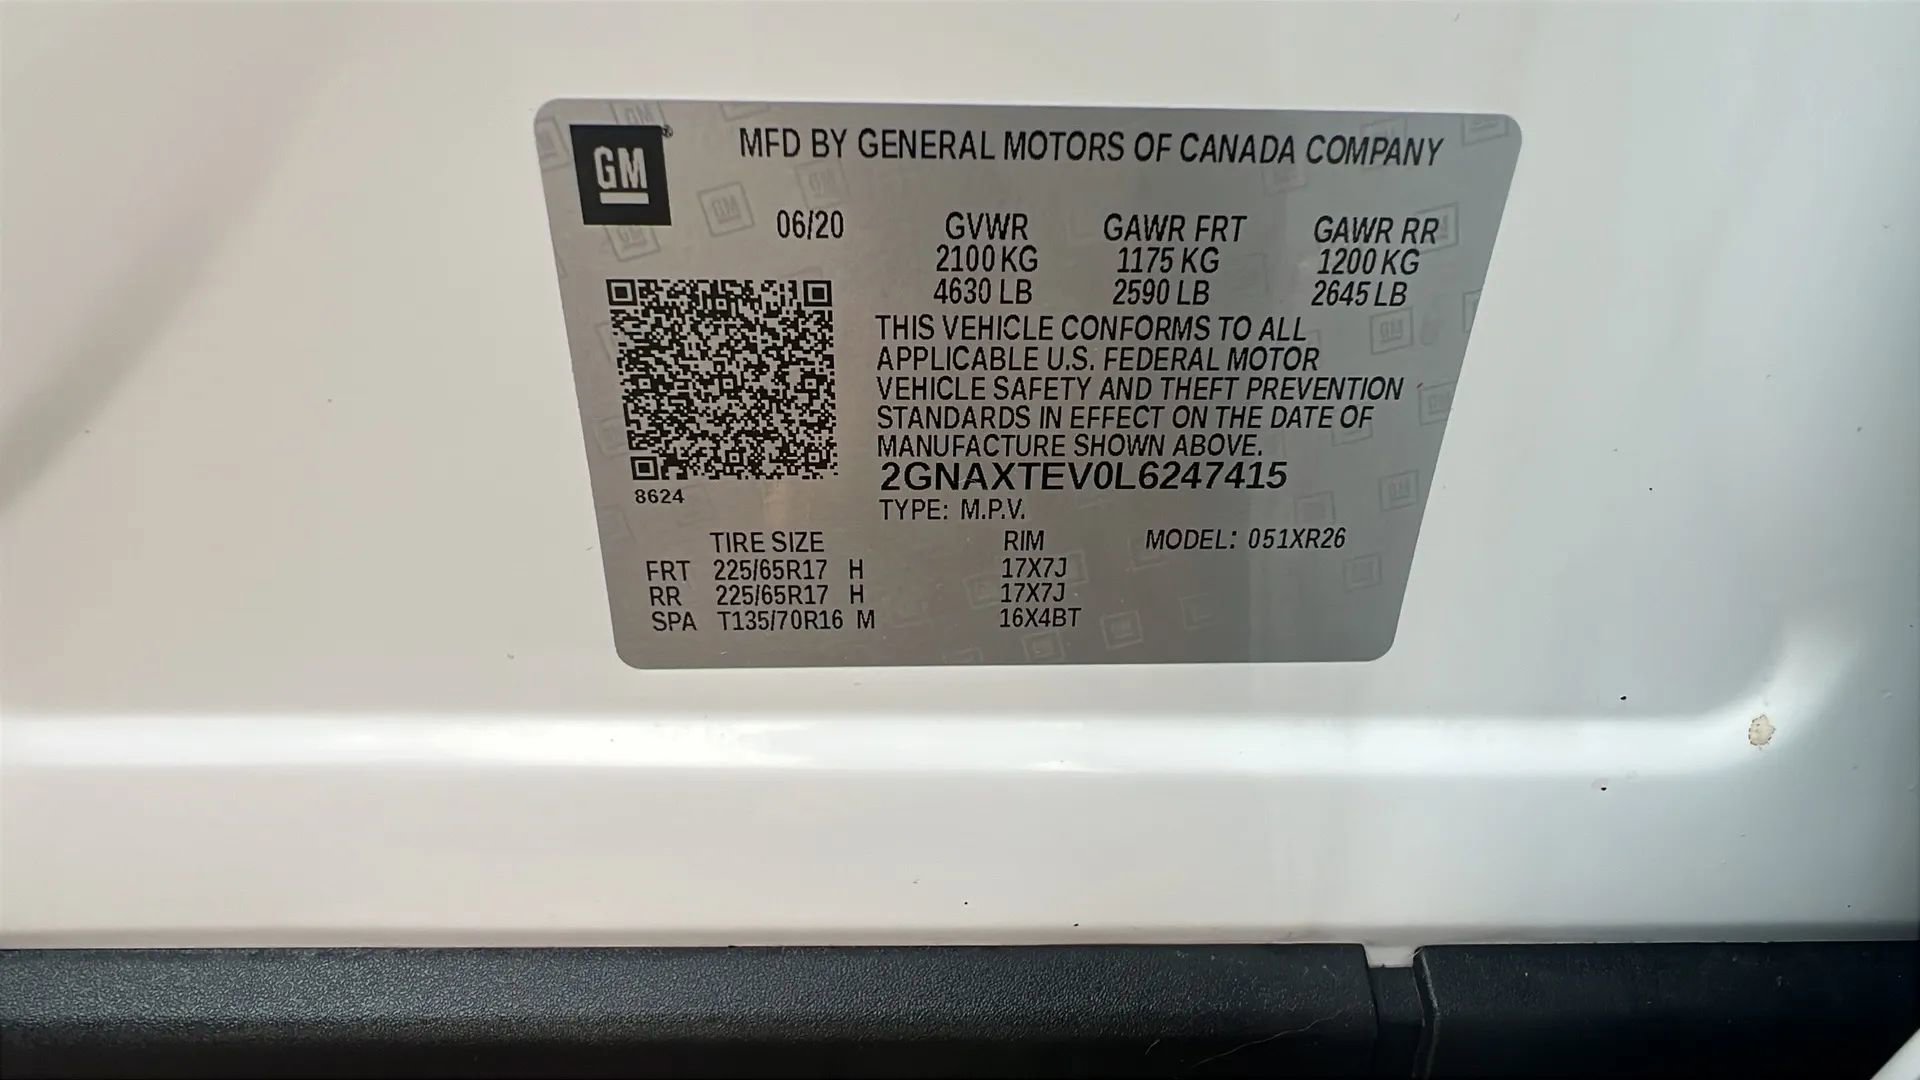 GM
MFD BY GENERAL MOTORS OF CANADA COMPANY
06/20 GVWR GAWR FRT GAWR RR
2100 KG 1175 KG 1200 KG
4630 LB 2590 LB 2645 LB
THIS VEHICLE CONFORMS TO ALL
APPLICABLE U.S. FEDERAL MOTOR
VEHICLE SAFETY AND THEFT PREVENTION
STANDARDS IN EFFECT ON THE DATE OF
MANUFACTURE SHOWN ABOVE.
2GNAXTEV0L6247415
8624
TYPE: M.P.V.
TIRE SIZE RIM MODEL: 051XR26
FRT 225/65R17 H 17X7J
RR 225/65R17 H 17X7J
SPA T135/70R16 M 16X4BT